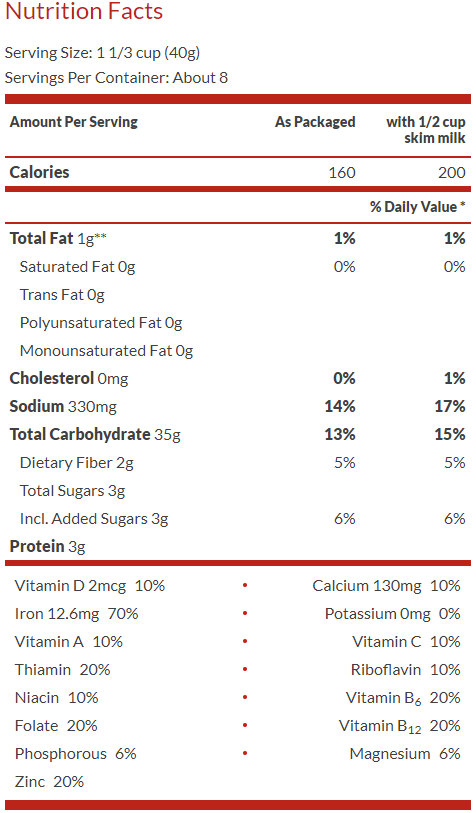 Nutrition Facts
Serving Size: 1 1/3 cup (40g)
Servings Per Container: About 8
Amount Per Serving As Packaged with 1/2 cup
skim milk
Calories 160 200
% Daily Value *
Total Fat 1g** 1% 1%
Saturated Fat 0g 0% 0%
Trans Fat 0g
Polyunsaturated Fat 0g
Monounsaturated Fat 0g
Cholesterol 0mg 0% 1%
Sodium 330mg 14% 17%
Total Carbohydrate 35g 13% 15%
Dietary Fiber 2g 5% 5%
Total Sugars 3g
Incl. Added Sugars 3g 6% 6%
Protein 3g
Vitamin D 2mcg 10% • Calcium 130mg 10%
Iron 12.6mg 70% • Potassium 0mg 0%
Vitamin A 10% • Vitamin C 10%
Thiamin 20% • Riboflavin 10%
Niacin 10% • Vitamin B6 20%
Folate 20% • Vitamin B12 20%
Phosphorous 6% • Magnesium 6%
Zinc 20%